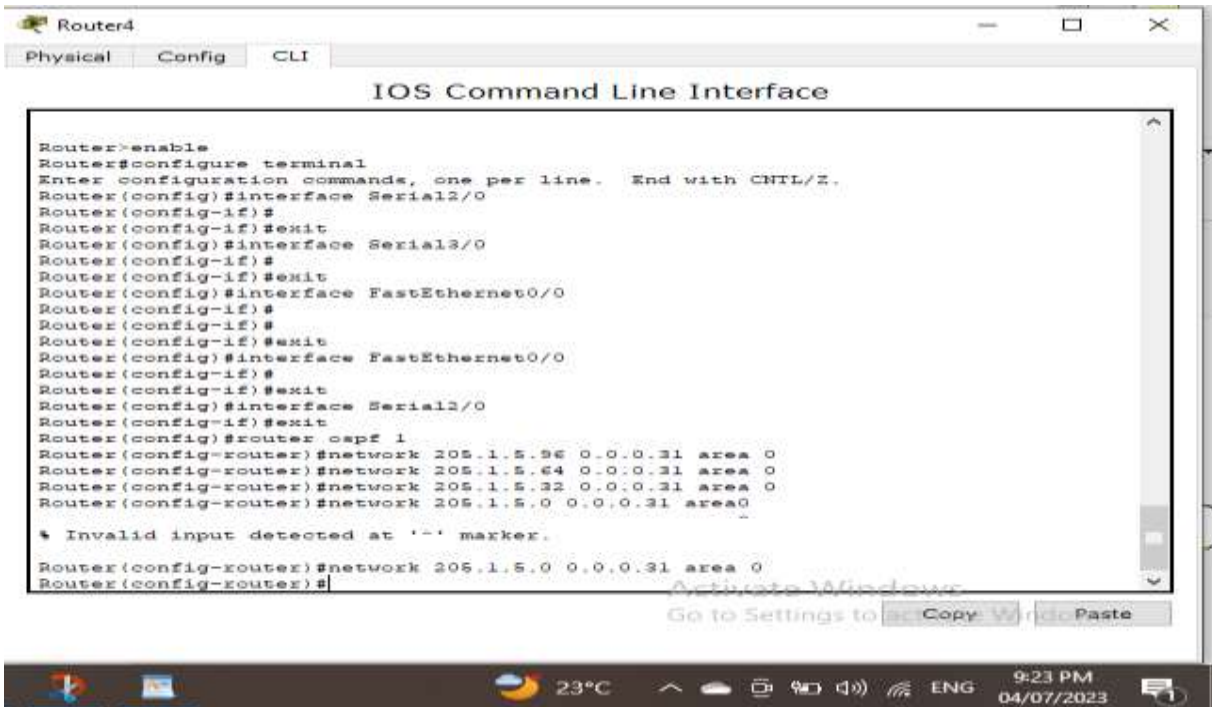 Router4
Physical Config CLI
IOS Command Line Interface
Router>enable
Router#configure terminal
Enter configuration commands, one per line. End with CNTL/Z.
Router(config)#interface Serial2/0
Router(config-if)#
Router(config-if)#exit
Router(config)#interface Serial3/0
Router(config-if)#
Router(config-if)#exit
Router(config)#interface FastEthernet0/0
Router(config-if)#
Router(config-if)#
Router(config-if)#exit
Router(config)#interface FastEthernet0/0
Router(config-if)#
Router(config-if)#exit
Router(config)#interface Serial2/0
Router(config-if)#exit
Router(config)#router ospf 1
Router(config-router)#network 205.1.5.96 0.0.0.31 area 0
Router(config-router)#network 205.1.5.64 0.0.0.31 area 0
Router(config-router)#network 205.1.5.32 0.0.0.31 area 0
Router(config-router)#network 205.1.5.0 0.0.0.31 area0
^
% Invalid input detected at '^' marker.
Router(config-router)#network 205.1.5.0 0.0.0.31 area 0
Router(config-router)#
Activate Windows
Go to Settings to
Copy Paste
23°C ENG 9:23 PM
04/07/2023
1